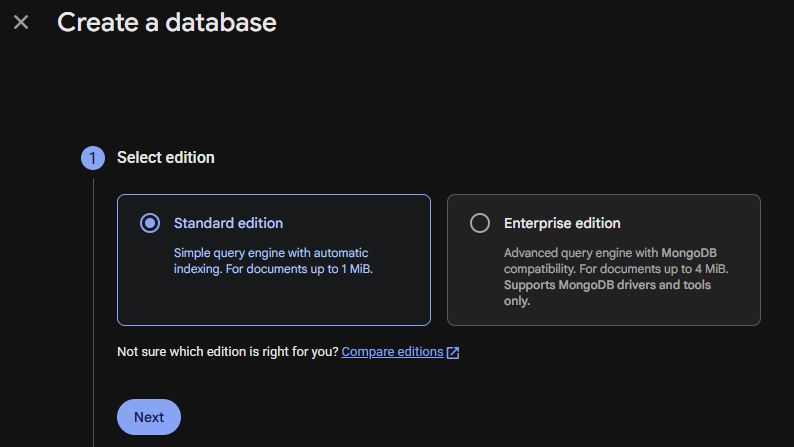 Create a database
1 Select edition
Standard edition
Simple query engine with automatic
indexing. For documents up to 1 MiB.
Enterprise edition
Advanced query engine with MongoDB
compatibility. For documents up to 4 MiB.
Supports MongoDB drivers and tools
only.
Not sure which edition is right for you? Compare editions
Next